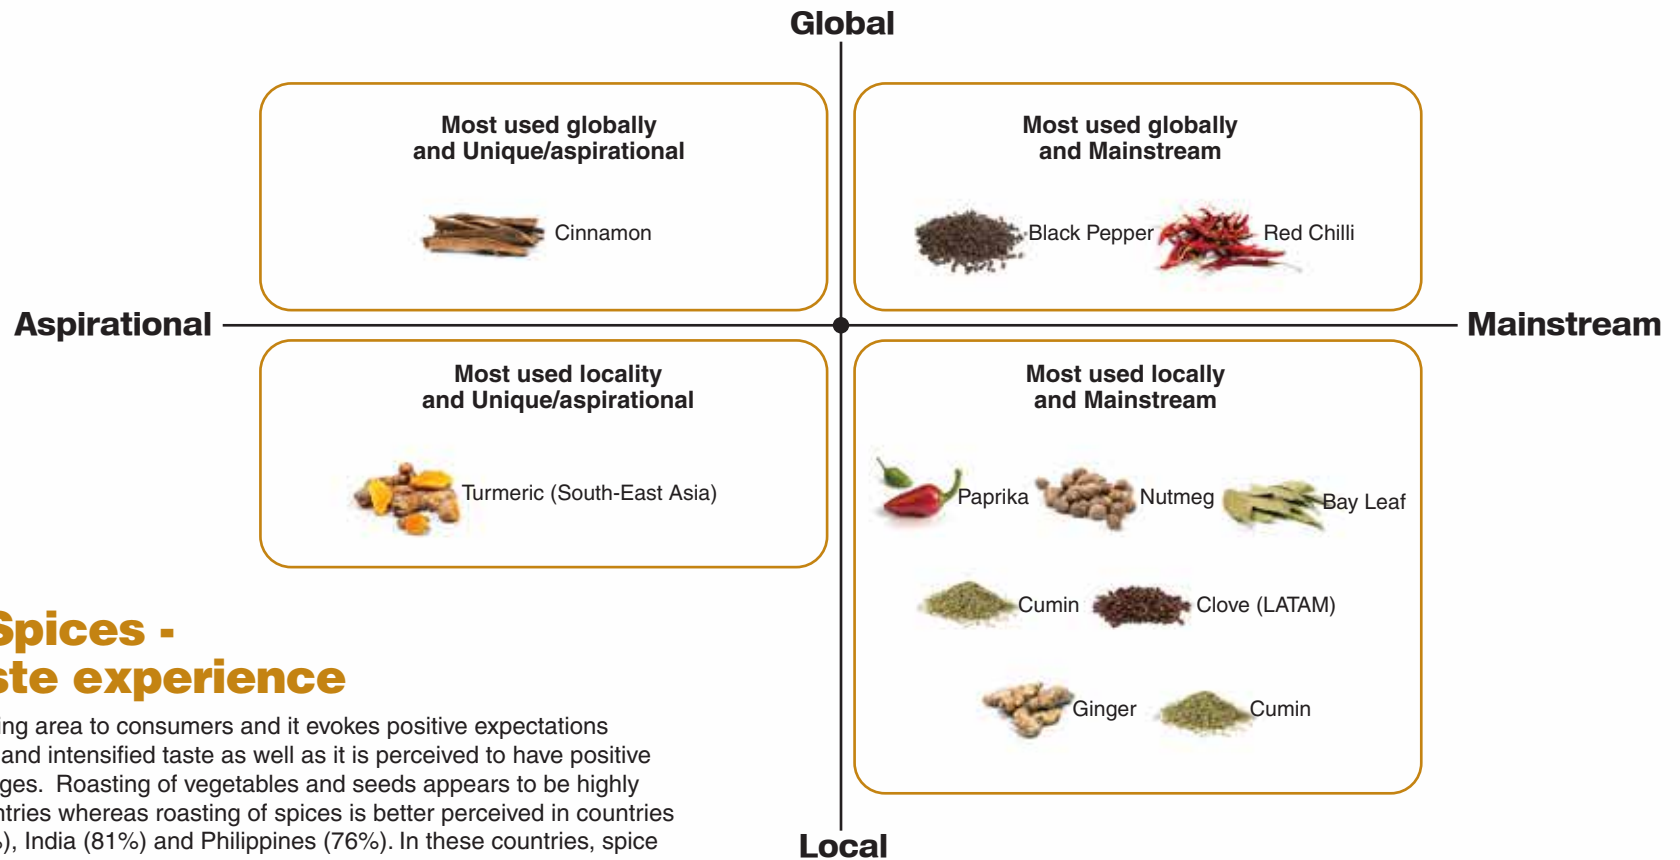 Global
Most used globally
and Unique/aspirational
Cinnamon
Most used globally
and Mainstream
Black Pepper
Red Chilli
Aspirational
Mainstream
Most used locality
and Unique/aspirational
Turmeric (South-East Asia)
Most used locally
and Mainstream
Paprika
Nutmeg
Bay Leaf
Cumin
Clove (LATAM)
Ginger
Cumin
Local
Spices -
ste experience
ing area to consumers and it evokes positive expectations
and intensified taste as well as it is perceived to have positive
ges. Roasting of vegetables and seeds appears to be highly
ntries whereas roasting of spices is better perceived in countries
), India (81%) and Philippines (76%). In these countries, spice